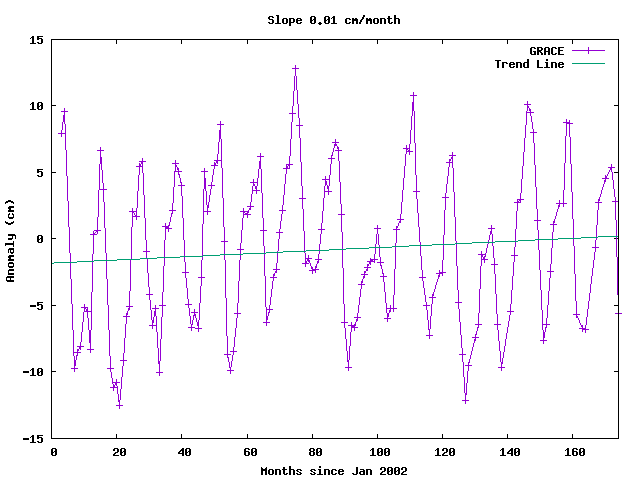 Slope 0.01 cm/month
GRACE
Trend Line
15
10
5
0
-5
-10
-15
Anomaly (cm)
0 20 40 60 80 100 120 140 160
Months since Jan 2002